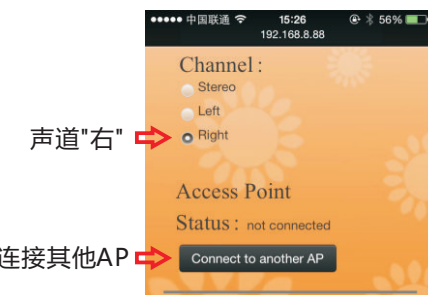 中国联通 15:26 56%
192.168.8.88
Channel :
Stereo
Left
声道"右" Right
Access Point
Status : not connected
连接其他AP Connect to another AP